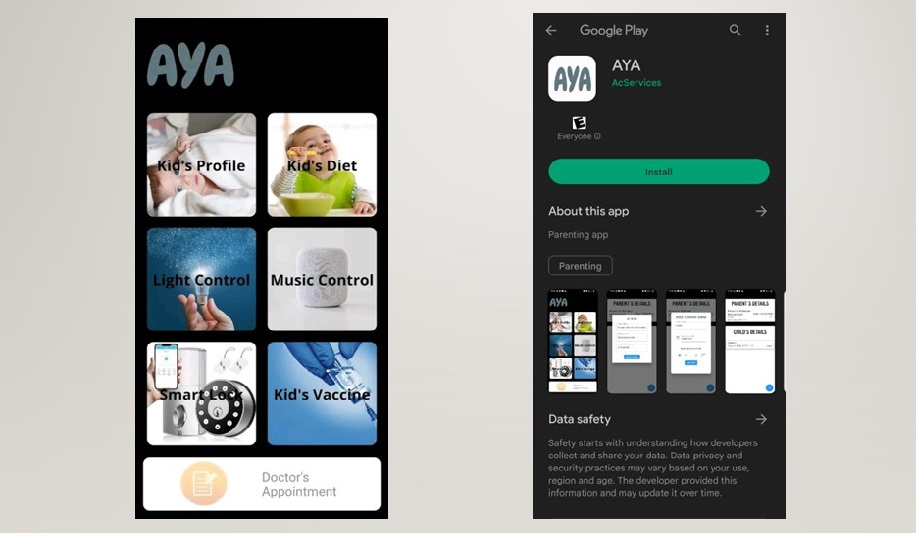 AYA
Kid's Profile
Kid's Diet
Light Control
Music Control
Smart Lock
Kid's Vaccine
Doctor's
Appointment
Google Play
AYA
AYA
AcServices
E
Everyone
Install
About this app
Parenting app
Parenting
AYA
PARENT'S DETAILS
PARENT'S DETAILS
PARENT'S DETAILS
CHILD'S DETAILS
Data safety
Safety starts with understanding how developers
collect and share your data. Data privacy and
security practices may vary based on your use,
region and age. The developer provided this
information and may update it over time.